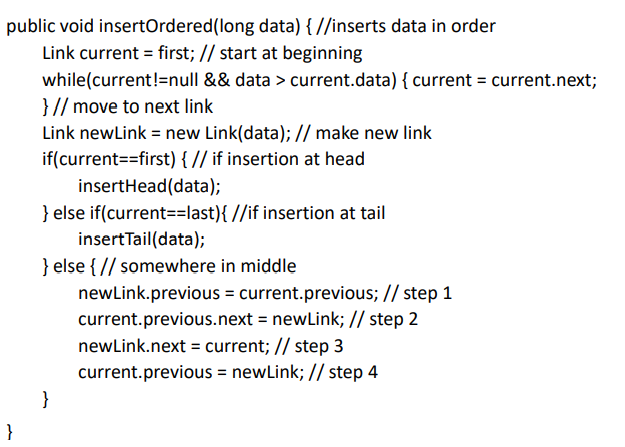 public void insertOrdered(long data) { //inserts data in order
Link current = first; // start at beginning
while(current!=null && data > current.data) { current = current.next;
} // move to next link
Link newLink = new Link(data); // make new link
if(current==first) { // if insertion at head
insertHead(data);
} else if(current==last){ //if insertion at tail
insertTail(data);
} else { // somewhere in middle
newLink.previous = current.previous; // step 1
current.previous.next = newLink; // step 2
newLink.next = current; // step 3
current.previous = newLink; // step 4
}
}